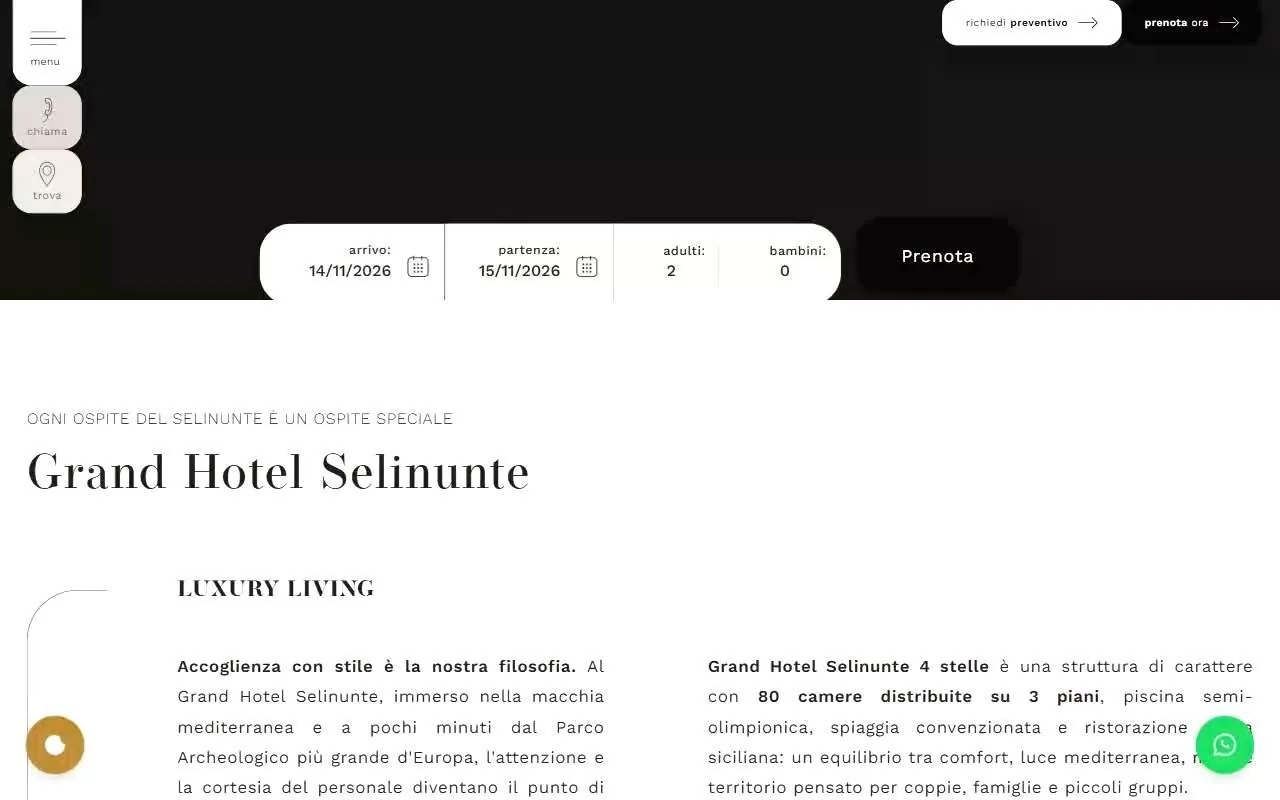 menu
chiama
trova
richiedi preventivo
prenota ora
arrivo:
14/11/2026
partenza:
15/11/2026
adulti:
2
bambini:
0
Prenota
OGNI OSPITE DEL SELINUNTE È UN OSPITE SPECIALE
Grand Hotel Selinunte
LUXURY LIVING
Accoglienza con stile è la nostra filosofia. Al
Grand Hotel Selinunte, immerso nella macchia
mediterranea e a pochi minuti dal Parco
Archeologico più grande d'Europa, l'attenzione e
la cortesia del personale diventano il punto di
Grand Hotel Selinunte 4 stelle è una struttura di carattere
con 80 camere distribuite su 3 piani, piscina semi-
olimpionica, spiaggia convenzionata e ristorazione
siciliana: un equilibrio tra comfort, luce mediterranea,
territorio pensato per coppie, famiglie e piccoli gruppi.